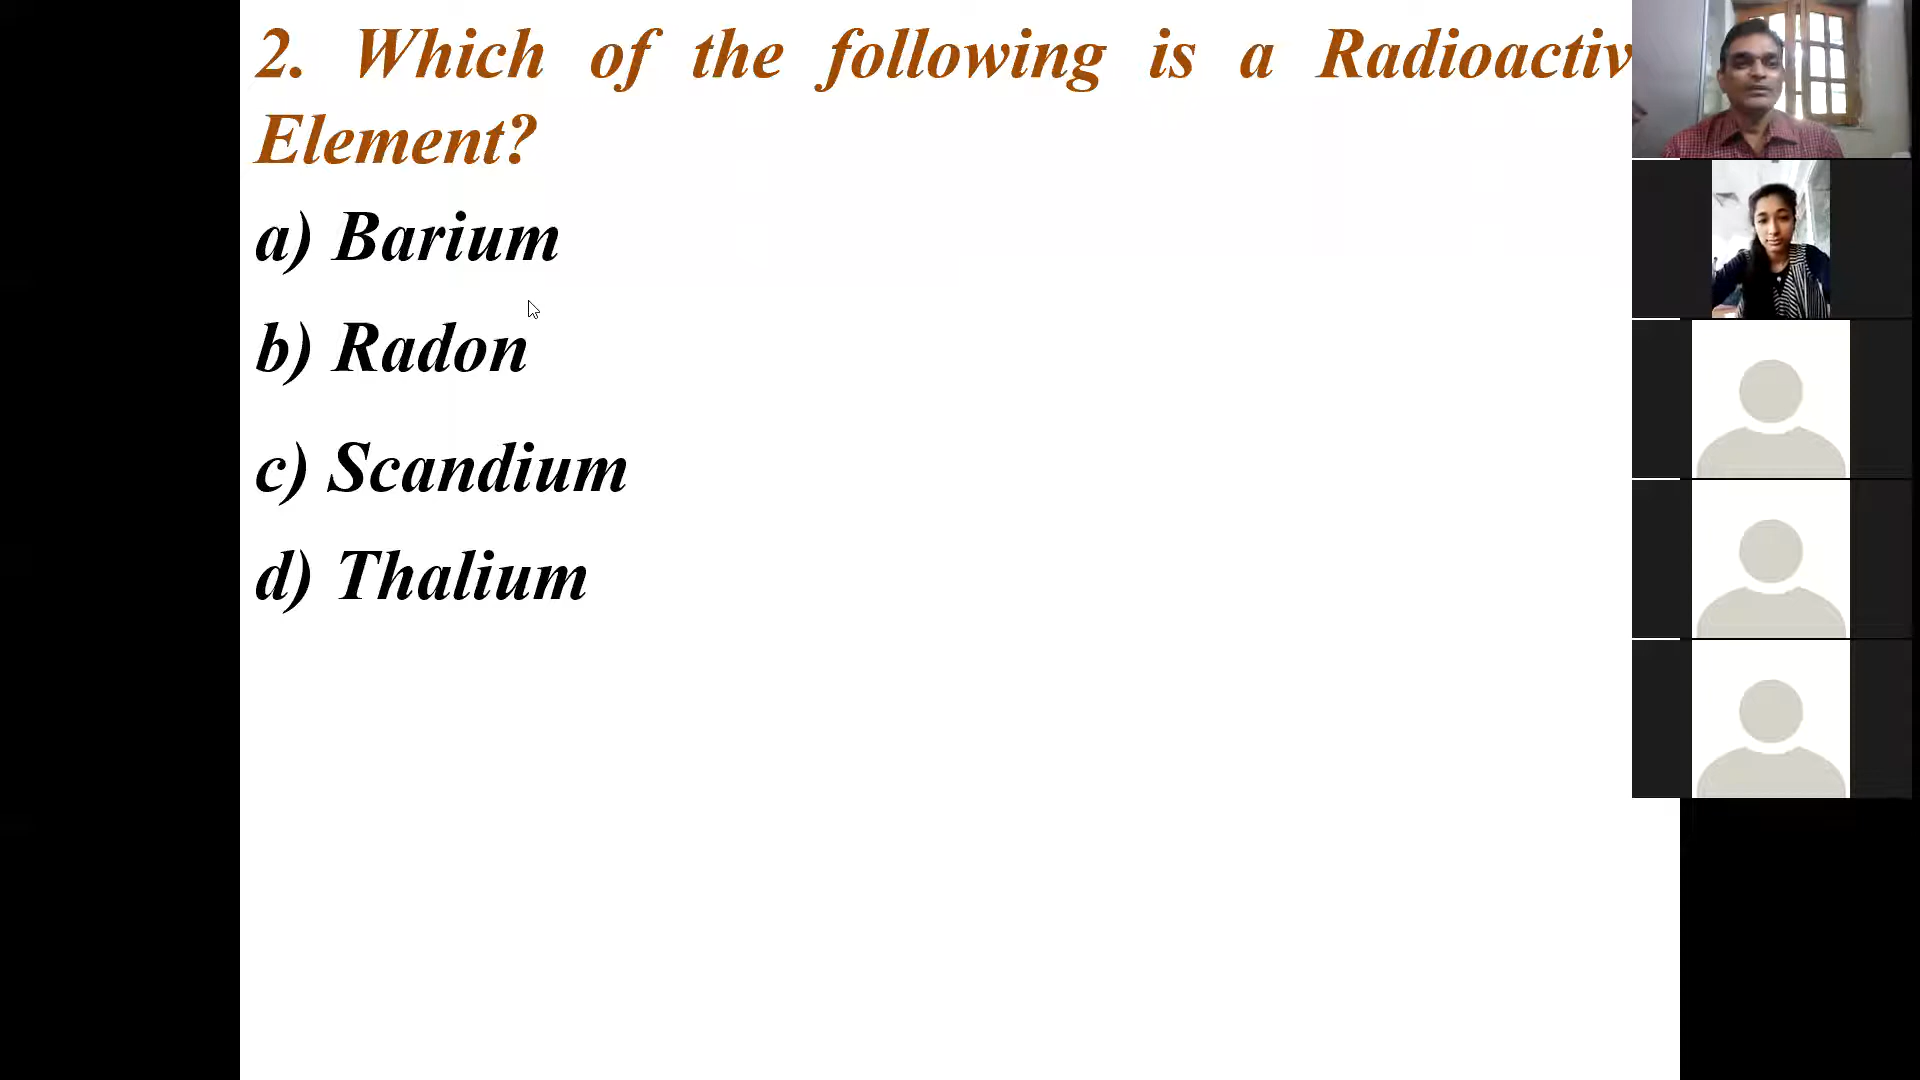 2. Which of the following is a Radioactiv
Element?
a) Barium
b) Radon
c) Scandium
d) Thalium